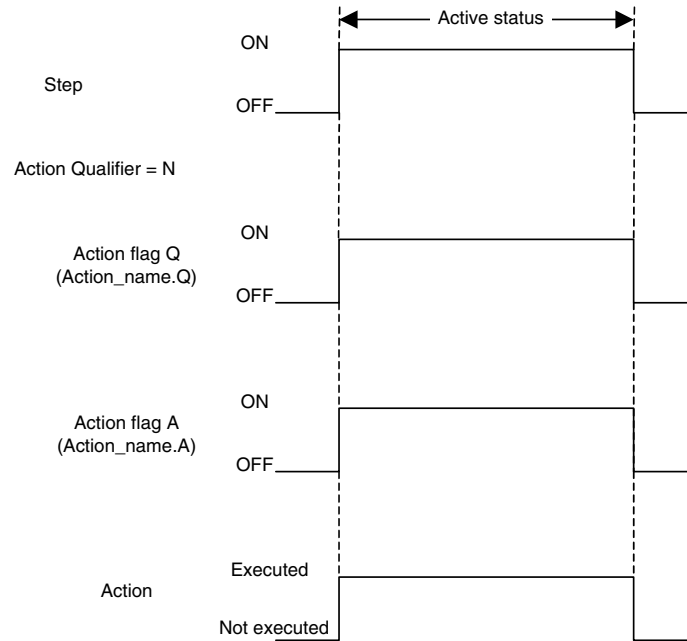 Active status
ON
Step
OFF
Action Qualifier = N
ON
Action flag Q
(Action_name.Q)
OFF
ON
Action flag A
(Action_name.A)
OFF
Executed
Action
Not executed